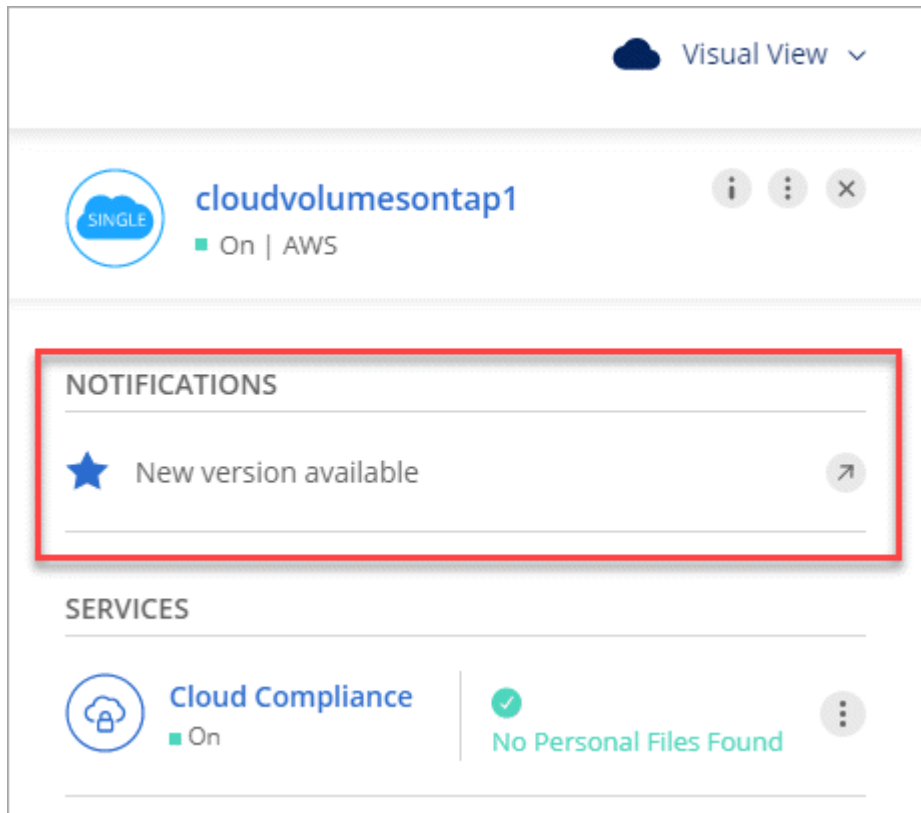 Visual View
SINGLE
cloudvolumesontap1
On | AWS
NOTIFICATIONS
New version available
SERVICES
Cloud Compliance
On
No Personal Files Found